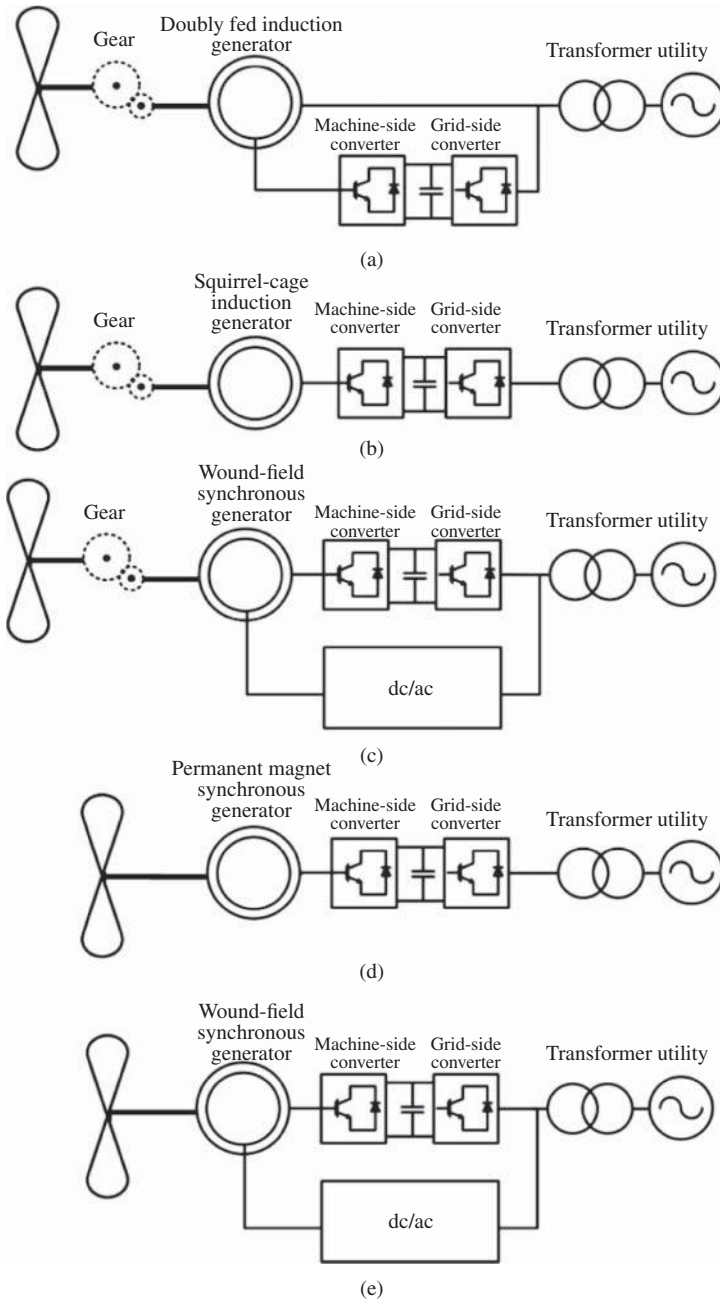 Doubly fed induction
generator
Gear
Transformer utility
Machine-side
converter
Grid-side
converter
(a)
Squirrel-cage
induction
generator
Gear
Machine-side
converter
Grid-side
converter
Transformer utility
(b)
Wound-field
synchronous
generator
Gear
Machine-side
converter
Grid-side
converter
Transformer utility
dc/ac
(c)
Permanent magnet
synchronous
generator
Machine-side
converter
Grid-side
converter
Transformer utility
(d)
Wound-field
synchronous
generator
Machine-side
converter
Grid-side
converter
Transformer utility
dc/ac
(e)